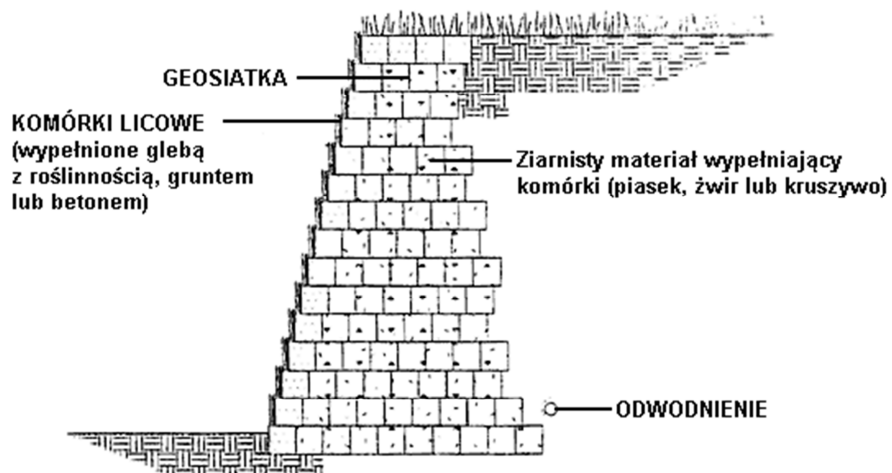 GEOSIATKA
KOMÓRKI LICOWE
(wypełnione glebą
z roślinnością, gruntem
lub betonem)
Ziarnisty materiał wypełniający
komórki (piasek, żwir lub kruszywo)
ODWODNIENIE